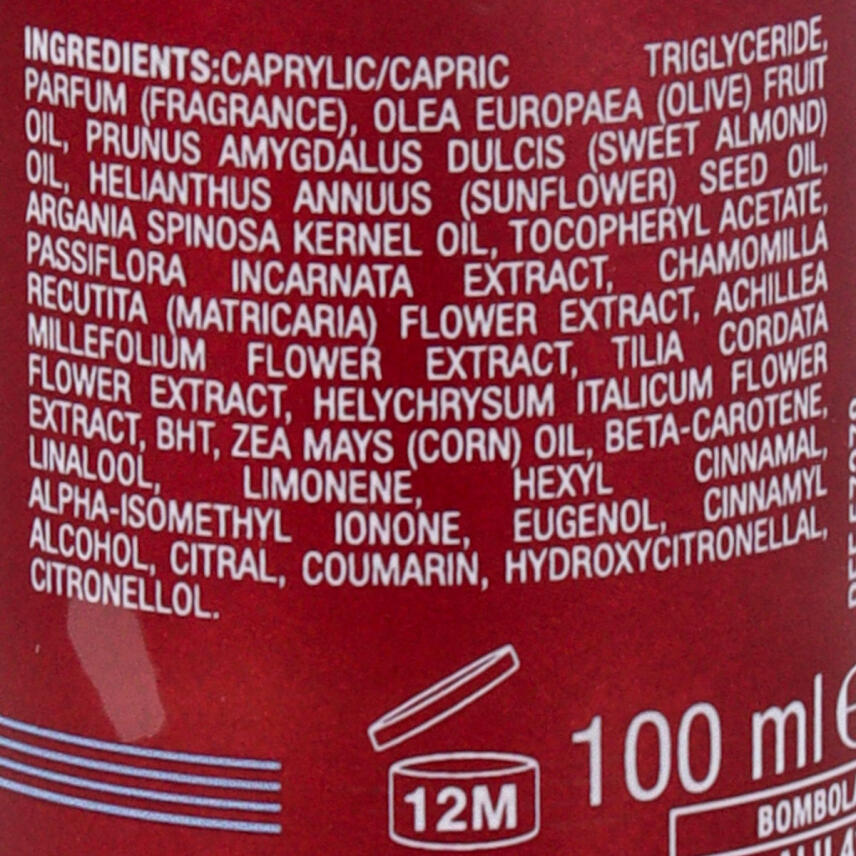 INGREDIENTS:CAPRYLIC/CAPRIC TRIGLYCERIDE,
PARFUM (FRAGRANCE), OLEA EUROPAEA (OLIVE) FRUIT
OIL, PRUNUS AMYGDALUS DULCIS (SWEET ALMOND)
OIL, HELIANTHUS ANNUUS (SUNFLOWER) SEED OIL,
ARGANIA SPINOSA KERNEL OIL, TOCOPHERYL ACETATE,
PASSIFLORA INCARNATA EXTRACT, CHAMOMILLA
RECUTITA (MATRICARIA) FLOWER EXTRACT, ACHILLEA
MILLEFOLIUM FLOWER EXTRACT, TILIA CORDATA
FLOWER EXTRACT, HELYCHRYSUM ITALICUM FLOWER
EXTRACT, BHT, ZEA MAYS (CORN) OIL, BETA-CAROTENE,
LINALOOL, LIMONENE, HEXYL CINNAMAL,
ALPHA-ISOMETHYL IONONE, EUGENOL, CINNAMYL
ALCOHOL, CITRAL, COUMARIN, HYDROXYCITRONELLAL,
CITRONELLOL.
12M
100 ml e
BOMBOLA